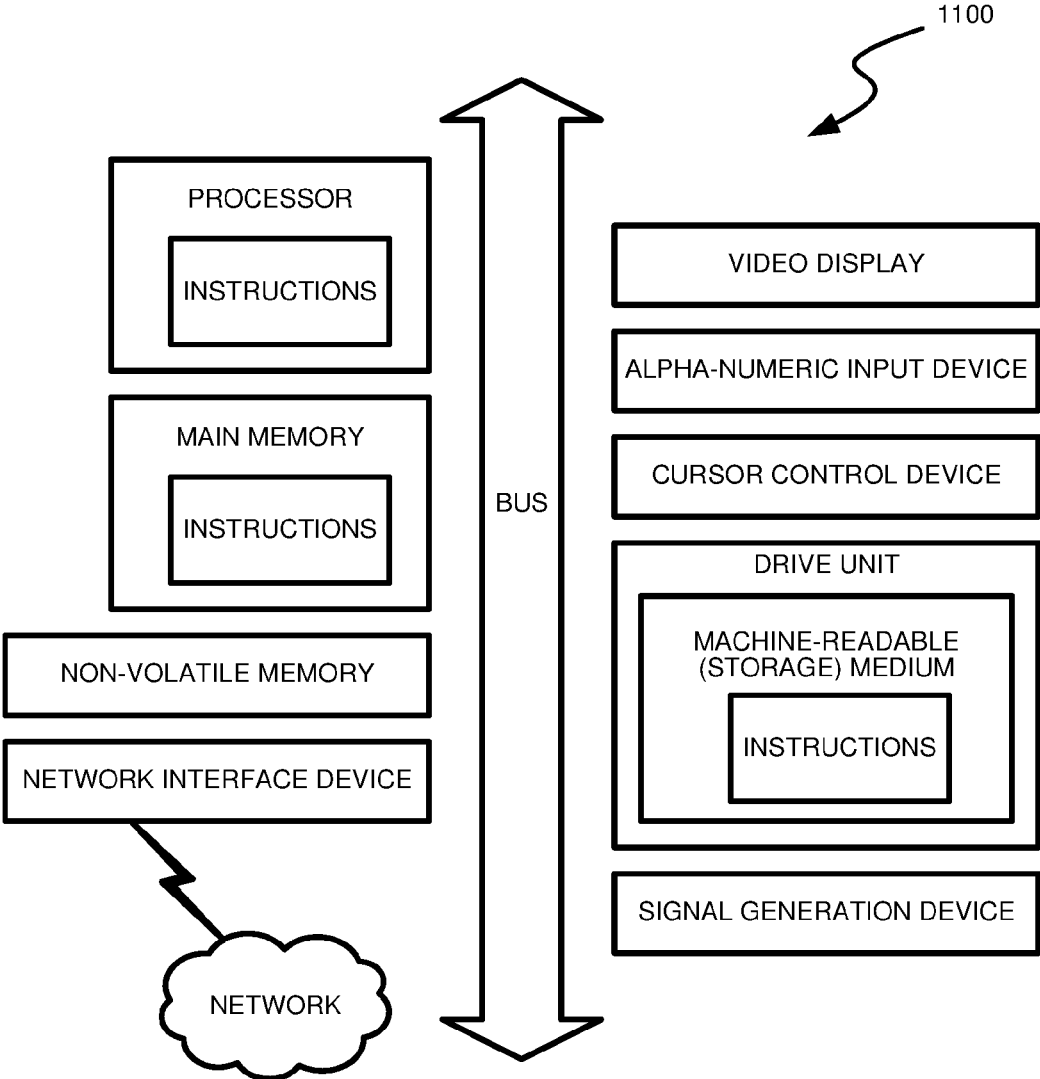 1100
PROCESSOR
INSTRUCTIONS
MAIN MEMORY
INSTRUCTIONS
NON-VOLATILE MEMORY
NETWORK INTERFACE DEVICE
NETWORK
BUS
VIDEO DISPLAY
ALPHA-NUMERIC INPUT DEVICE
CURSOR CONTROL DEVICE
DRIVE UNIT
MACHINE-READABLE
(STORAGE) MEDIUM
INSTRUCTIONS
SIGNAL GENERATION DEVICE